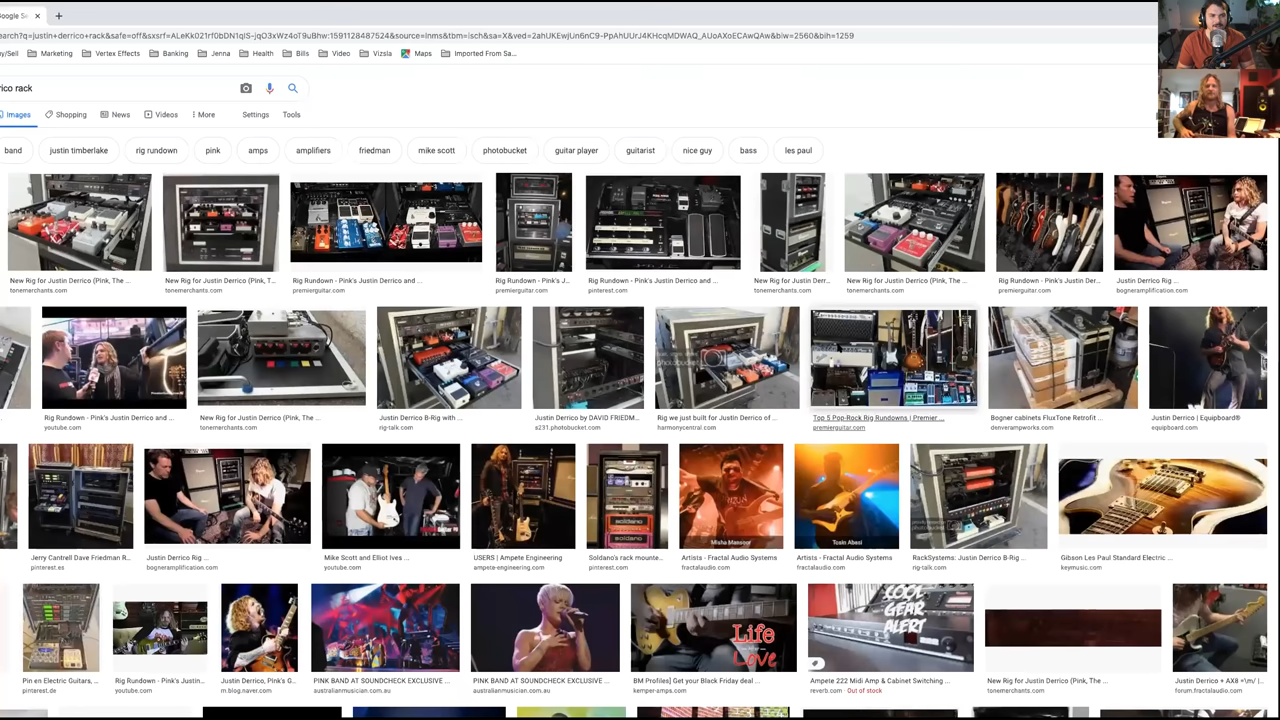 Google Se
earch?q=justin+derrico+rack&safe=off&sxsrf=ALeKk021rf0bDN1qIS-jqO3xWz4oT9uBhw:1591128487524&source=lnms&tbm=isch&sa=X&ved=2ahUKEwjUn6nC9-PpAhUUrJ4KHcqMDWAQ_AUoAXoECAwQAw&biw=2560&bih=1259
y/Sell Marketing Vertex Effects Banking Jenna Health Bills Video Vizsla Maps Imported From Sa...
rico rack
Images Shopping News Videos More Settings Tools
band justin timberlake rig rundown pink amps amplifiers friedman mike scott photobucket guitar player guitarist nice guy bass les paul
New Rig for Justin Derrico (Pink, The ... New Rig for Justin Derrico (Pink, T... Rig Rundown - Pink's Justin Derrico and ... Rig Rundown - Pink's J... Rig Rundown - Pink's Justin Derrico and ... New Rig for Justin Derr... New Rig for Justin Derrico (Pink, The ... Rig Rundown - Pink's Justin Der... Justin Derrico Rig ...
tonemerchants.com tonemerchants.com premierguitar.com premierguitar.com pinterest.com tonemerchants.com tonemerchants.com premierguitar.com bogneramplification.com
Rig Rundown - Pink's Justin Derrico and ... New Rig for Justin Derrico (Pink, The ... Justin Derrico B-Rig with ... Justin Derrico by DAVID FRIEDM... Rig we just built for Justin Derrico of ... Top 5 Pop-Rock Rig Rundowns | Premier ... Bogner cabinets FluxTone Retrofit ... Justin Derrico | Equipboard®
youtube.com tonemerchants.com rig-talk.com s231.photobucket.com harmonycentral.com premierguitar.com denverampworks.com equipboard.com
soldano
Misha Mansoor
Tosin Abasi
Jerry Cantrell Dave Friedman R... Justin Derrico Rig ... Mike Scott and Elliot Ives ... USERS | Ampete Engineering Soldano's rack mounte... Artists - Fractal Audio Systems Artists - Fractal Audio Systems RackSystems: Justin Derrico B-Rig ... Gibson Les Paul Standard Electric ...
pinterest.es bogneramplification.com youtube.com ampete-engineering.com pinterest.com fractalaudio.com fractalaudio.com rig-talk.com keymusic.com
Life
Love
COOL
GEAR
ALERT
Pin en Electric Guitars, ... Rig Rundown - Pink's Justin... Justin Derrico, Pink's G... PINK BAND AT SOUNDCHECK EXCLUSIVE ... PINK BAND AT SOUNDCHECK EXCLUSIVE ... BM Profiles] Get your Black Friday deal ... Ampete 222 Midi Amp & Cabinet Switching ... New Rig for Justin Derrico (Pink, The ... Justin Derrico + AX8 =\m/ | ...
pinterest.de youtube.com m.blog.naver.com australianmusician.com.au australianmusician.com.au kemper-amps.com reverb.com · Out of stock tonemerchants.com forum.fractalaudio.com